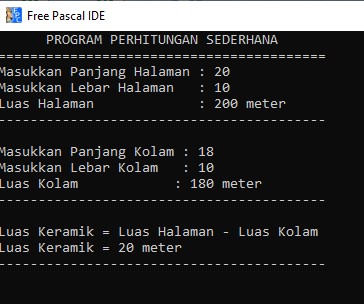 Free Pascal IDE
PROGRAM PERHITUNGAN SEDERHANA
=========================================
Masukkan Panjang Halaman : 20
Masukkan Lebar Halaman   : 10
Luas Halaman             : 200 meter
-----------------------------------------
Masukkan Panjang Kolam : 18
Masukkan Lebar Kolam   : 10
Luas Kolam            : 180 meter
-----------------------------------------
Luas Keramik = Luas Halaman - Luas Kolam
Luas Keramik = 20 meter
-----------------------------------------